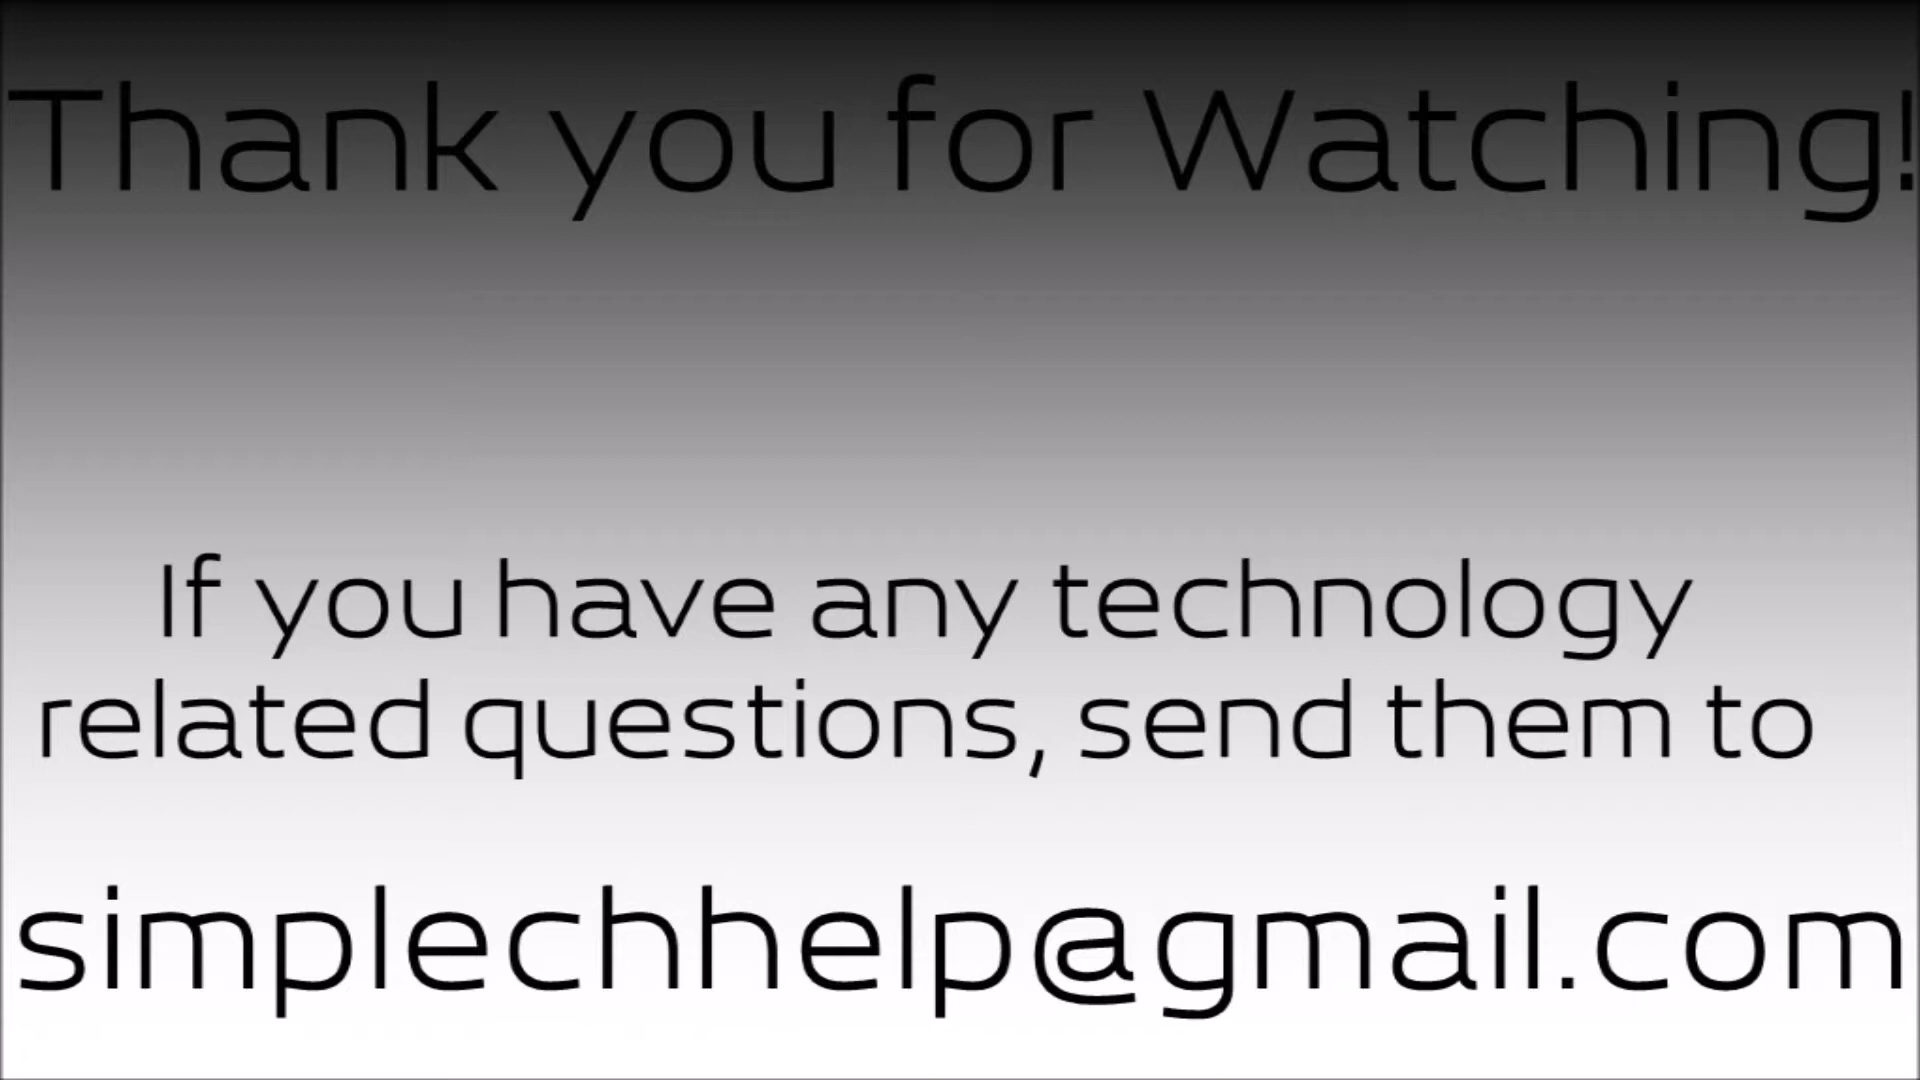 Thank you for Watching!
If you have any technology
related questions, send them to
simplechhelp@gmail.com